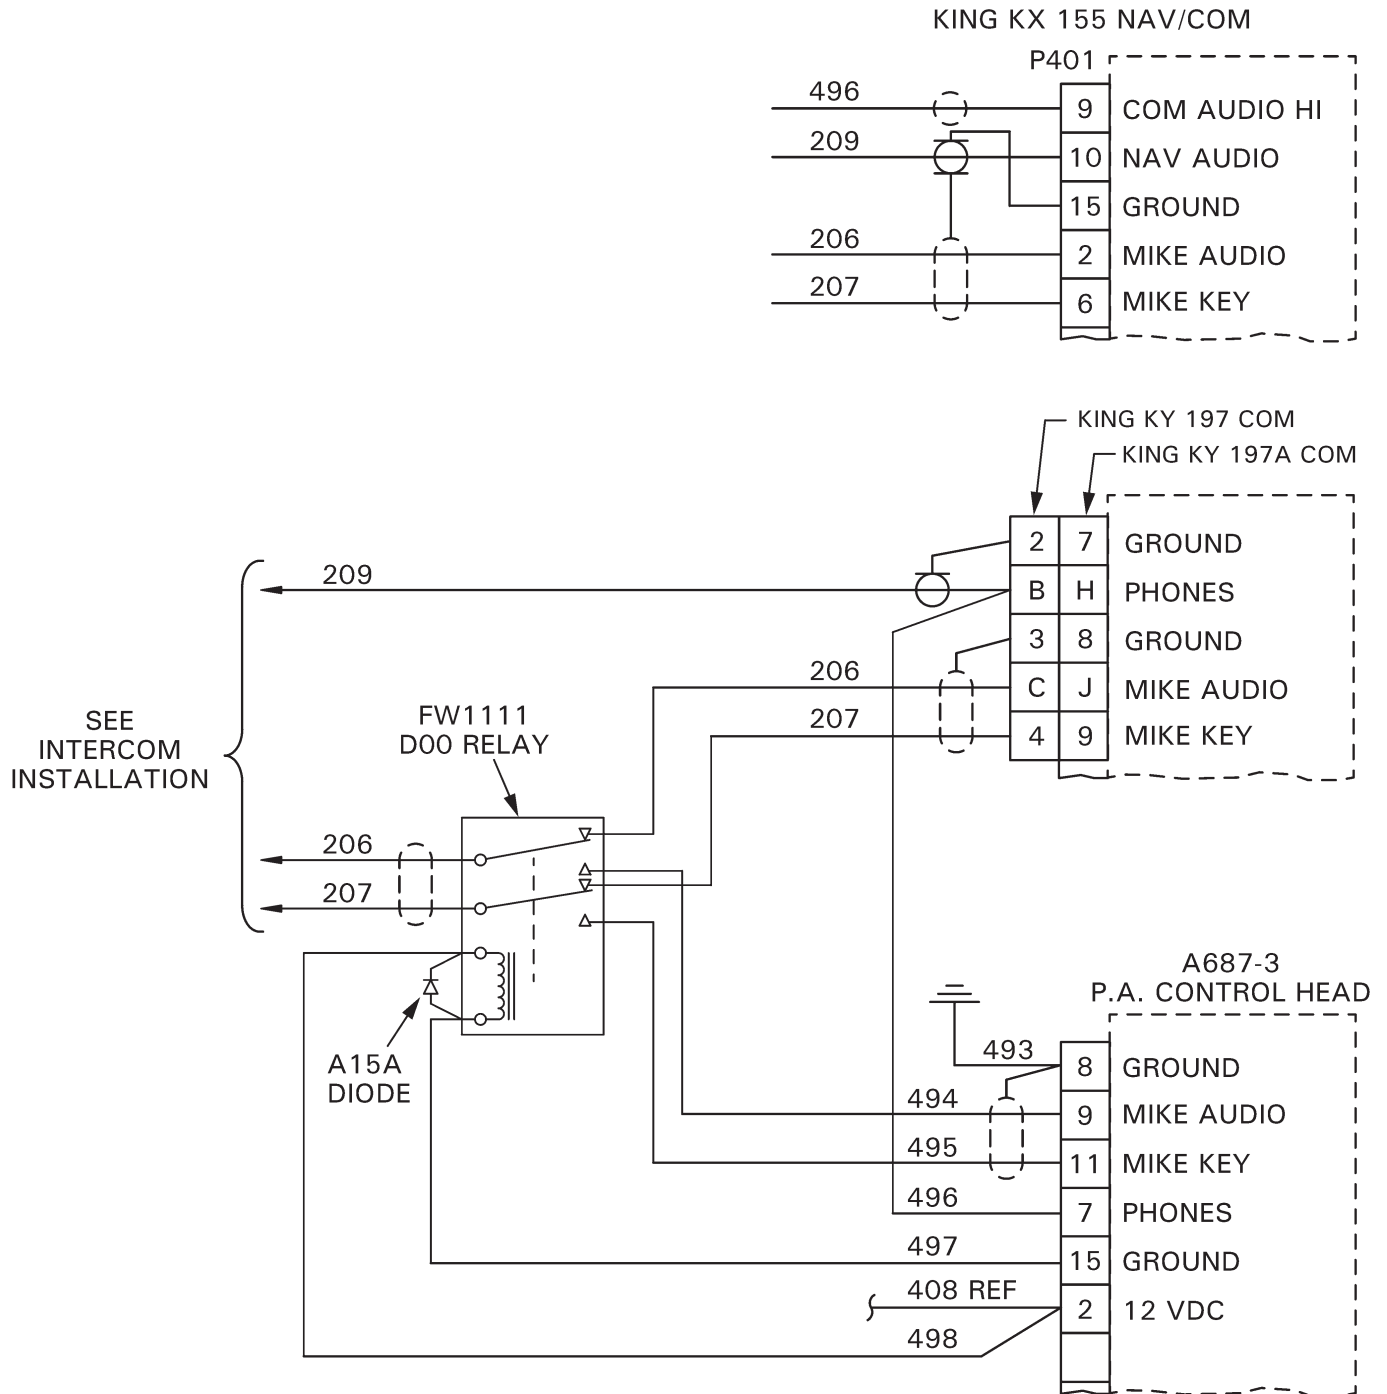 KING KX 155 NAV/COM
P401
496
9 COM AUDIO HI
209
10 NAV AUDIO
15 GROUND
206
2 MIKE AUDIO
207
6 MIKE KEY
KING KY 197 COM
KING KY 197A COM
2 7 GROUND
209
B H PHONES
3 8 GROUND
206
C J MIKE AUDIO
207
4 9 MIKE KEY
SEE
INTERCOM
INSTALLATION
FW1111
D00 RELAY
206
207
A15A
DIODE
A687-3
P.A. CONTROL HEAD
493
8 GROUND
494
9 MIKE AUDIO
495
11 MIKE KEY
496
7 PHONES
497
15 GROUND
408 REF
2 12 VDC
498